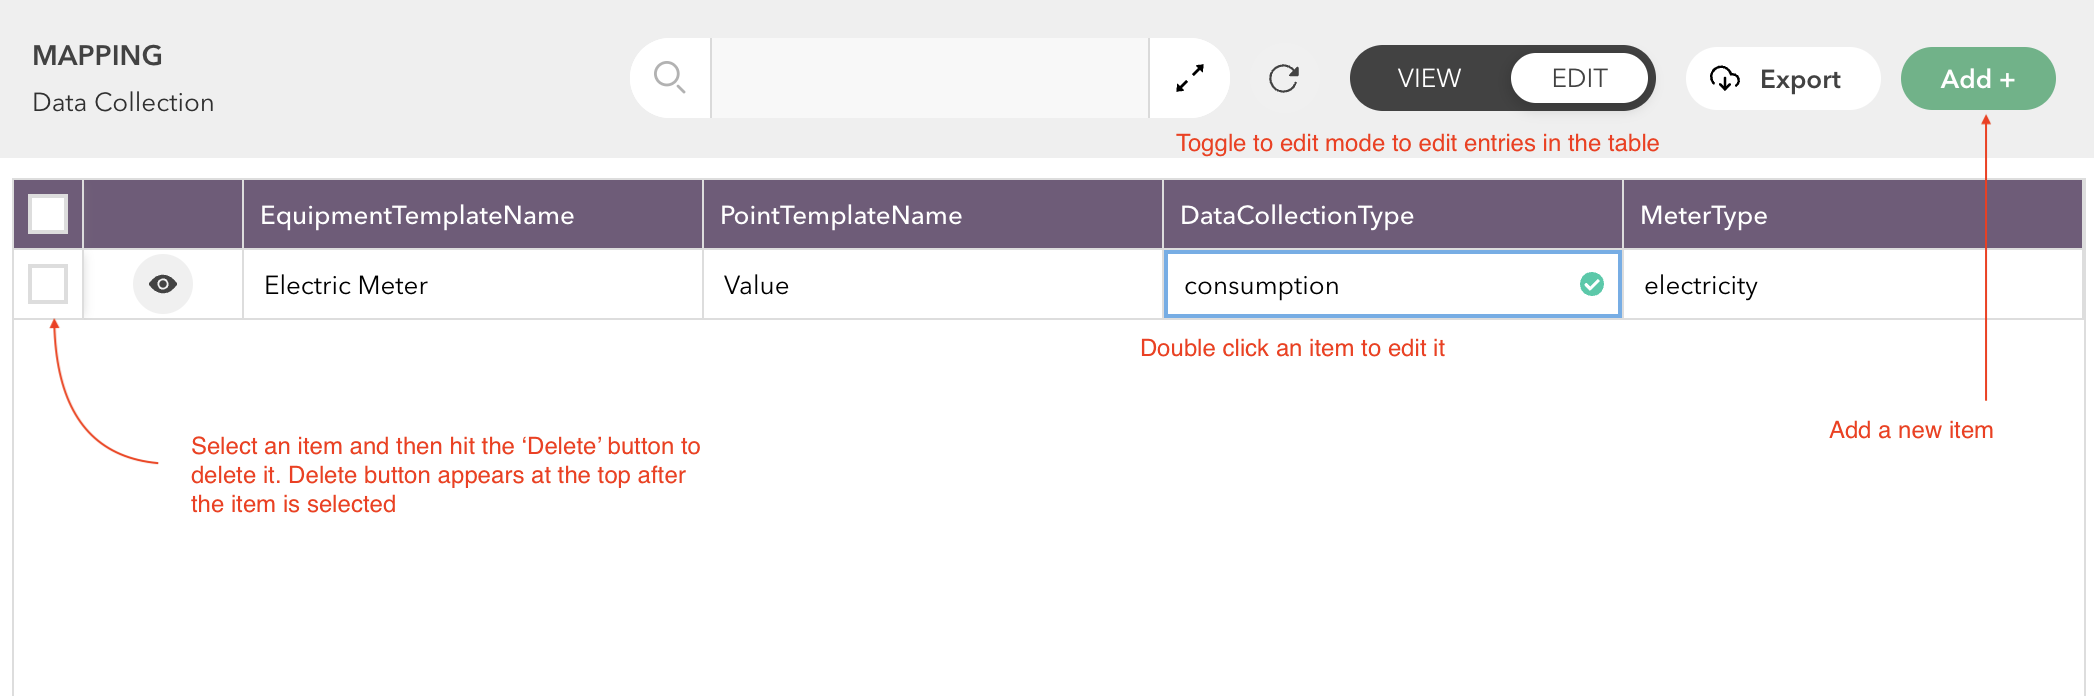 MAPPING
Data Collection
VIEW
EDIT
Export
Add +
Toggle to edit mode to edit entries in the table
EquipmentTemplateName
PointTemplateName
DataCollectionType
MeterType
Electric Meter
Value
consumption
electricity
Double click an item to edit it
Add a new item
Select an item and then hit the ‘Delete’ button to
delete it. Delete button appears at the top after
the item is selected